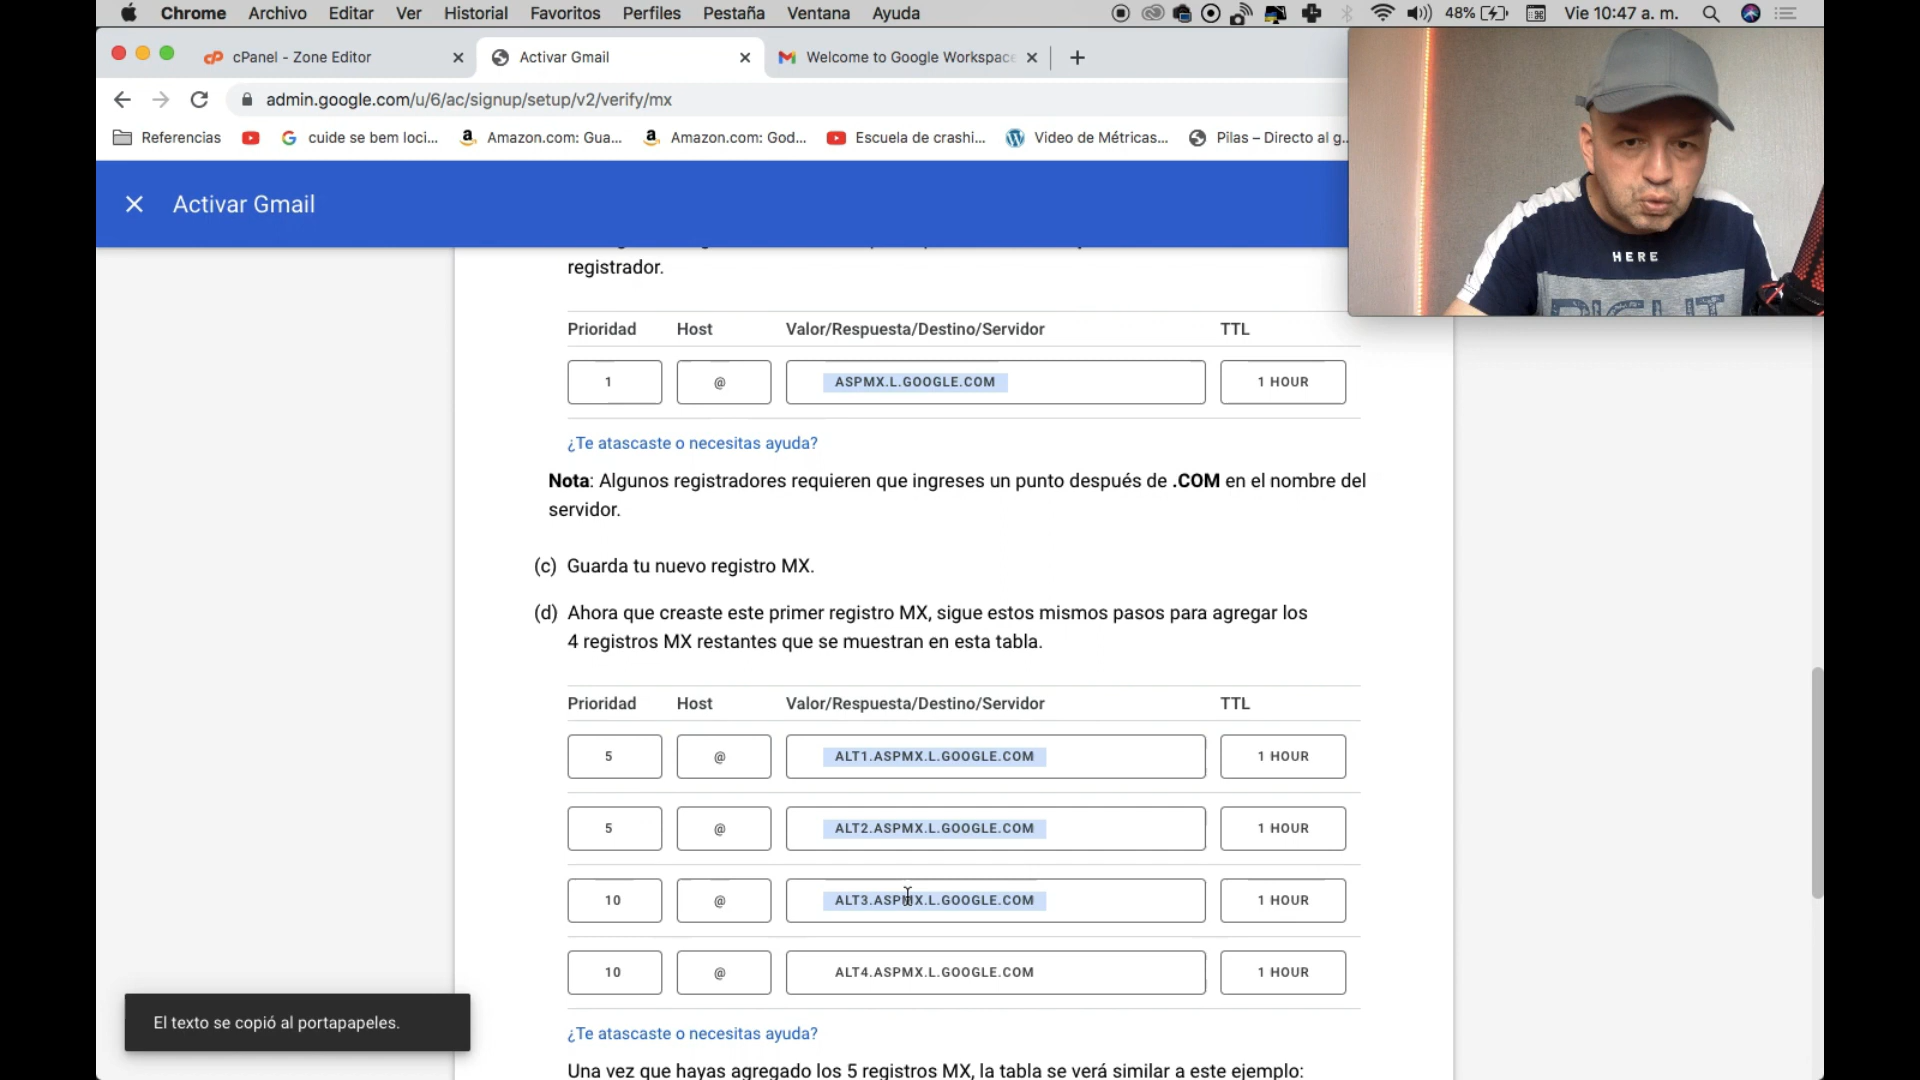 Chrome Archivo Editar Ver Historial Favoritos Perfiles Pestaña Ventana Ayuda 48% Vie 10:47 a. m.
cPanel - Zone Editor Activar Gmail Welcome to Google Workspace
admin.google.com/u/6/ac/signup/setup/v2/verify/mx
Referencias cuide se bem loci... Amazon.com: Gua... Amazon.com: God... Escuela de crashi... Video de Métricas... Pilas – Directo al g...
Activar Gmail
HERE
RIGHT
registrador.
Prioridad Host Valor/Respuesta/Destino/Servidor TTL
1 @ ASPMX.L.GOOGLE.COM 1 HOUR
¿Te atascaste o necesitas ayuda?
Nota: Algunos registradores requieren que ingreses un punto después de .COM en el nombre del
servidor.
(c) Guarda tu nuevo registro MX.
(d) Ahora que creaste este primer registro MX, sigue estos mismos pasos para agregar los
4 registros MX restantes que se muestran en esta tabla.
Prioridad Host Valor/Respuesta/Destino/Servidor TTL
5 @ ALT1.ASPMX.L.GOOGLE.COM 1 HOUR
5 @ ALT2.ASPMX.L.GOOGLE.COM 1 HOUR
10 @ ALT3.ASPMX.L.GOOGLE.COM 1 HOUR
10 @ ALT4.ASPMX.L.GOOGLE.COM 1 HOUR
El texto se copió al portapapeles.
¿Te atascaste o necesitas ayuda?
Una vez que hayas agregado los 5 registros MX, la tabla se verá similar a este ejemplo: